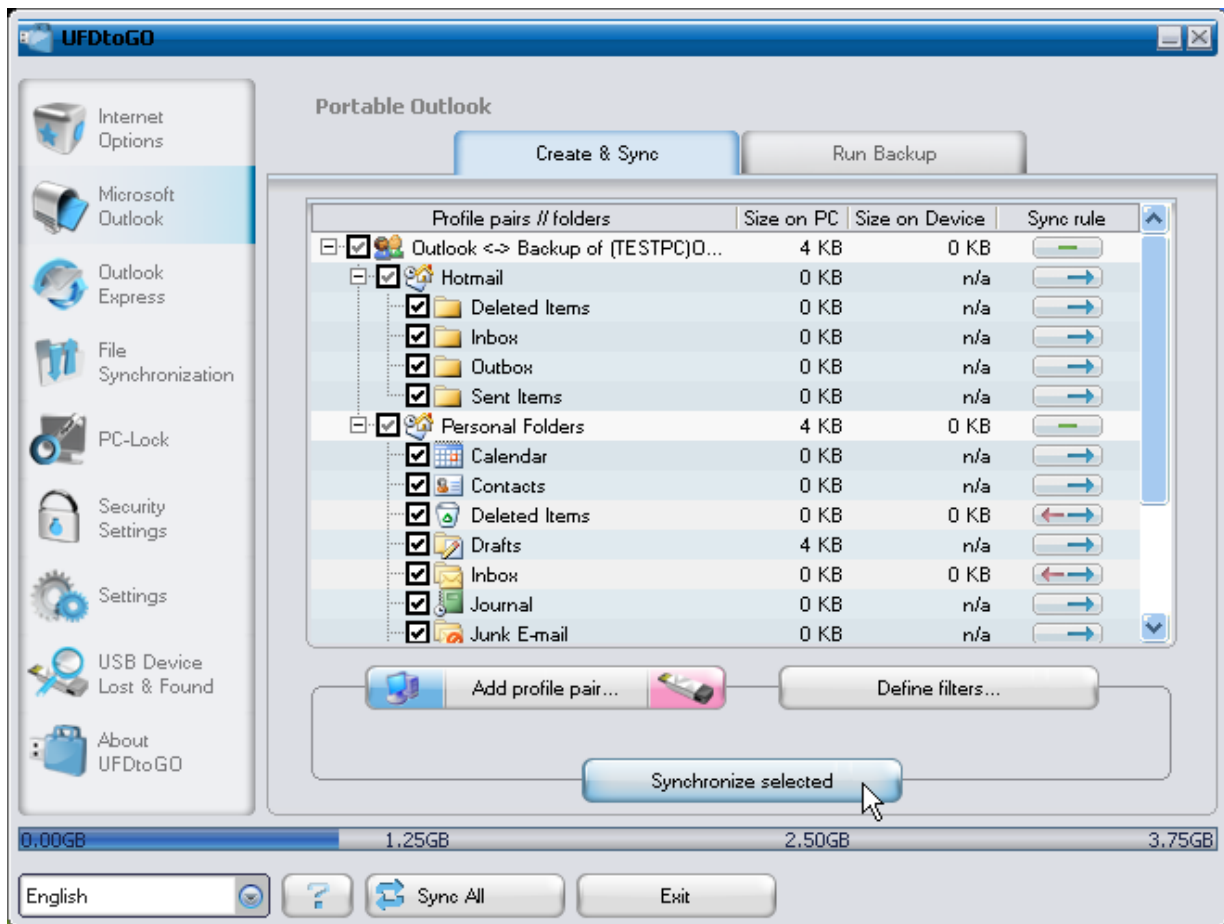 UFDtoGO
Internet
Options
Microsoft
Outlook
Outlook
Express
File
Synchronization
PC-Lock
Security
Settings
Settings
USB Device
Lost & Found
About
UFDtoGO
Portable Outlook
Create & Sync Run Backup
Profile pairs // folders Size on PC Size on Device Sync rule
Outlook <-> Backup of (TESTPC)O... 4 KB 0 KB
Hotmail 0 KB n/a
Deleted Items 0 KB n/a
Inbox 0 KB n/a
Outbox 0 KB n/a
Sent Items 0 KB n/a
Personal Folders 4 KB 0 KB
Calendar 0 KB n/a
Contacts 0 KB n/a
Deleted Items 0 KB 0 KB
Drafts 4 KB n/a
Inbox 0 KB 0 KB
Journal 0 KB n/a
Junk E-mail 0 KB n/a
Add profile pair... Define filters...
Synchronize selected
0.00GB 1.25GB 2.50GB 3.75GB
English ? Sync All Exit